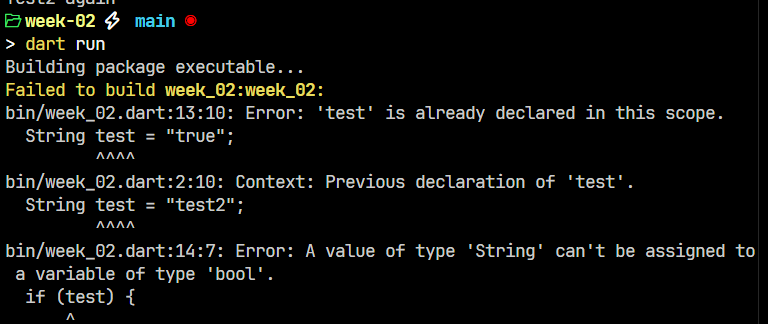 Test2 again
week-02 main
> dart run
Building package executable...
Failed to build week_02:week_02:
bin/week_02.dart:13:10: Error: 'test' is already declared in this scope.
  String test = "true";
         ^^^^
bin/week_02.dart:2:10: Context: Previous declaration of 'test'.
  String test = "test2";
         ^^^^
bin/week_02.dart:14:7: Error: A value of type 'String' can't be assigned to
 a variable of type 'bool'.
  if (test) {
      ^